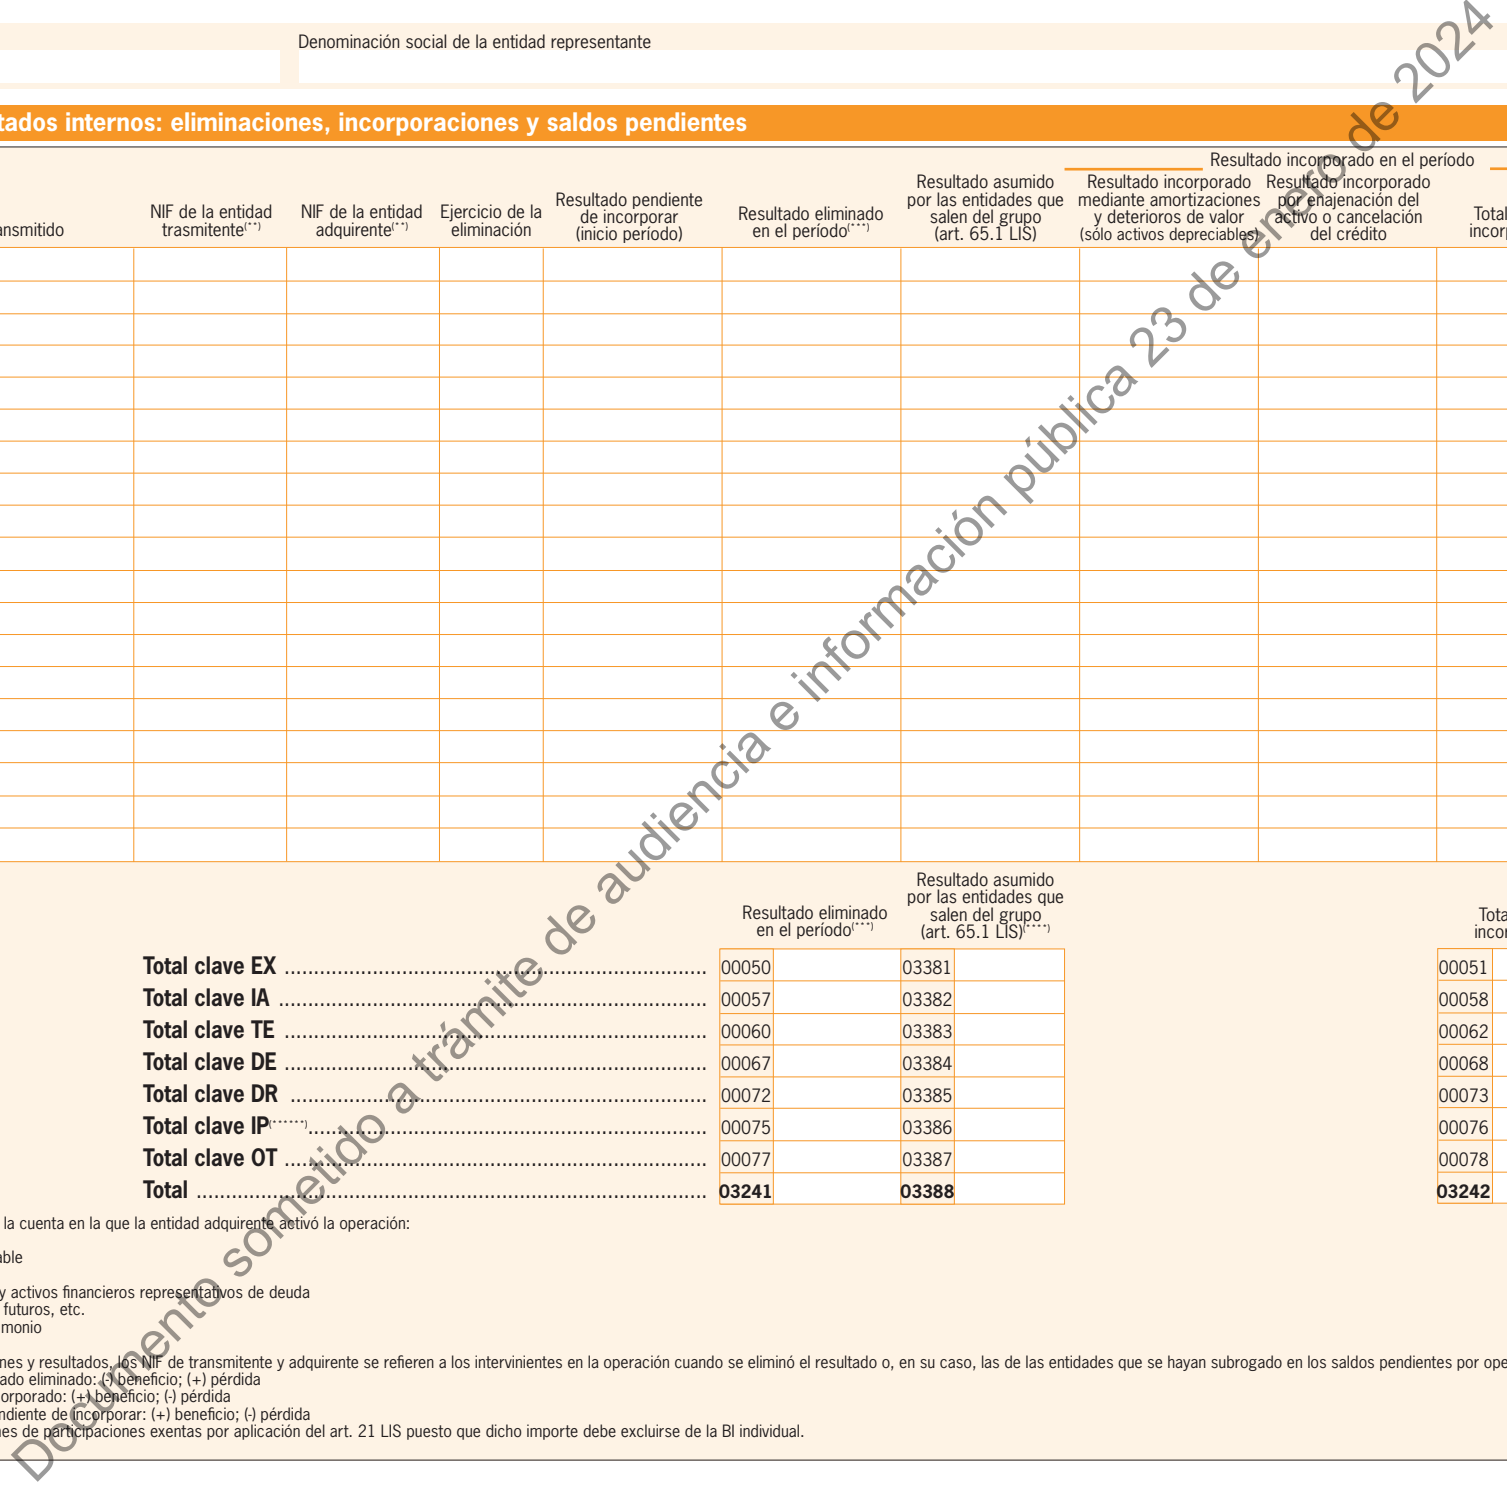 Denominación social de la entidad representante
tados internos: eliminaciones, incorporaciones y saldos pendientes
Resultado incorporado en el período
ansmitido
NIF de la entidad
trasmitente(**)
NIF de la entidad
adquirente(**)
Ejercicio de la
eliminación
Resultado pendiente
de incorporar
(inicio período)
Resultado eliminado
en el período(***)
Resultado asumido
por las entidades que
salen del grupo
(art. 65.1 LIS)
Resultado incorporado
mediante amortizaciones
y deterioros de valor
(sólo activos depreciables)
Resultado incorporado
por enajenación del
activo o cancelación
del crédito
Total
incorp
Resultado eliminado
en el período(***)
Resultado asumido
por las entidades que
salen del grupo
(art. 65.1 LIS)(****)
Tota
incor
Total clave EX ........ 00050 03381 00051
Total clave IA ........ 00057 03382 00058
Total clave TE ........ 00060 03383 00062
Total clave DE ........ 00067 03384 00068
Total clave DR ........ 00072 03385 00073
Total clave IP(******) ........ 00075 03386 00076
Total clave OT ........ 00077 03387 00078
Total ........ 03241 03388 03242
la cuenta en la que la entidad adquirente activó la operación:
able
y activos financieros representativos de deuda
futuros, etc.
monio
nes y resultados, los NIF de transmitente y adquirente se refieren a los intervinientes en la operación cuando se eliminó el resultado o, en su caso, las de las entidades que se hayan subrogado en los saldos pendientes por ope
ado eliminado: (-) beneficio; (+) pérdida
orporado: (+) beneficio; (-) pérdida
ndiente de incorporar: (+) beneficio; (-) pérdida
nes de participaciones exentas por aplicación del art. 21 LIS puesto que dicho importe debe excluirse de la BI individual.
Documento sometido a trámite de audiencia e información pública 23 de enero de 2024